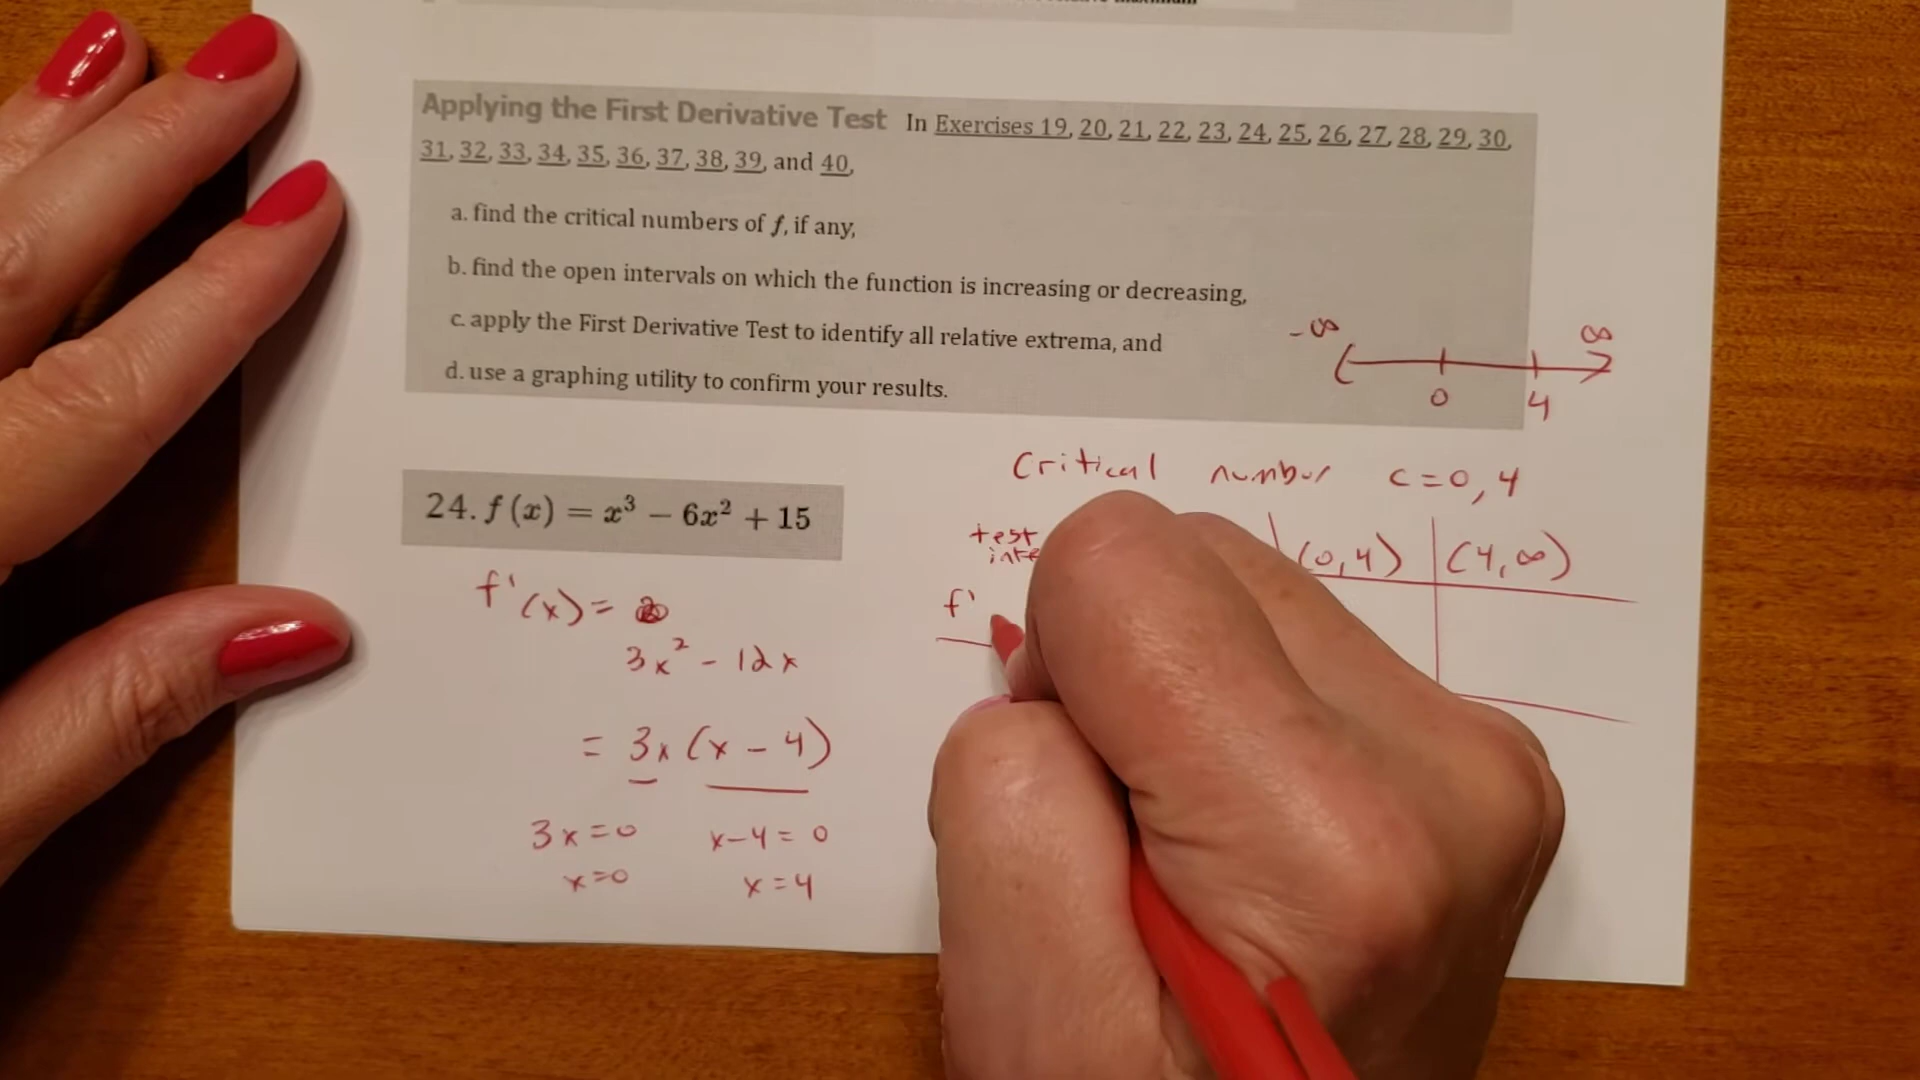 Applying the First Derivative Test In Exercises 19, 20, 21, 22, 23, 24, 25, 26, 27, 28, 29, 30,
31, 32, 33, 34, 35, 36, 37, 38, 39, and 40,
a. find the critical numbers of f, if any,
b. find the open intervals on which the function is increasing or decreasing,
c. apply the First Derivative Test to identify all relative extrema, and
d. use a graphing utility to confirm your results.
-∞ ∞
0 4
Critical number c=0,4
24. f(x) = x³ − 6x² + 15
test
(0,4) (4,∞)
f'
f'(x) =
3x² - 12x
= 3x (x - 4)
3x=0 x-4=0
x=0 x=4